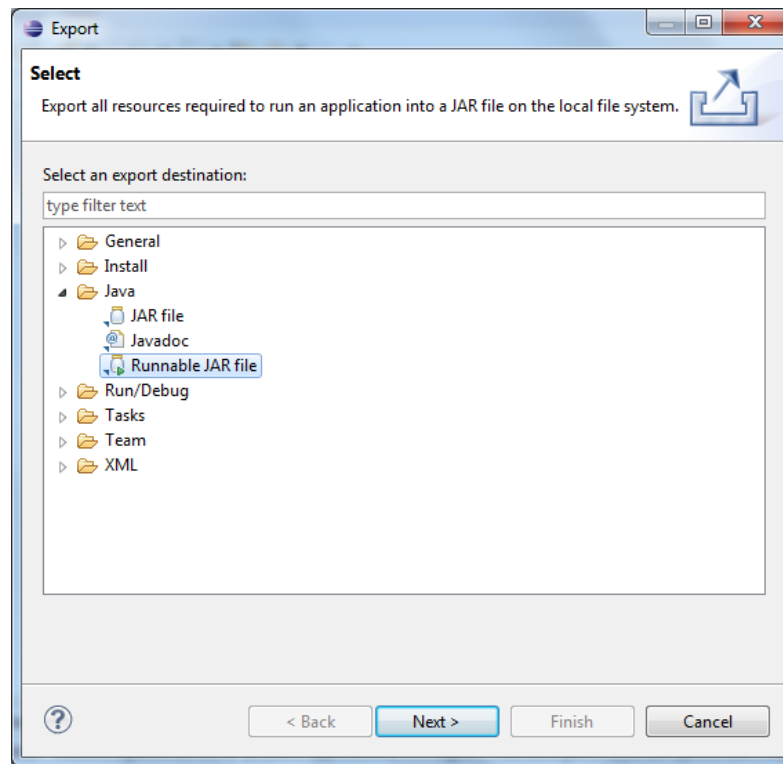 Export
Select
Export all resources required to run an application into a JAR file on the local file system.
Select an export destination:
type filter text
General
Install
Java
JAR file
Javadoc
Runnable JAR file
Run/Debug
Tasks
Team
XML
< Back Next > Finish Cancel